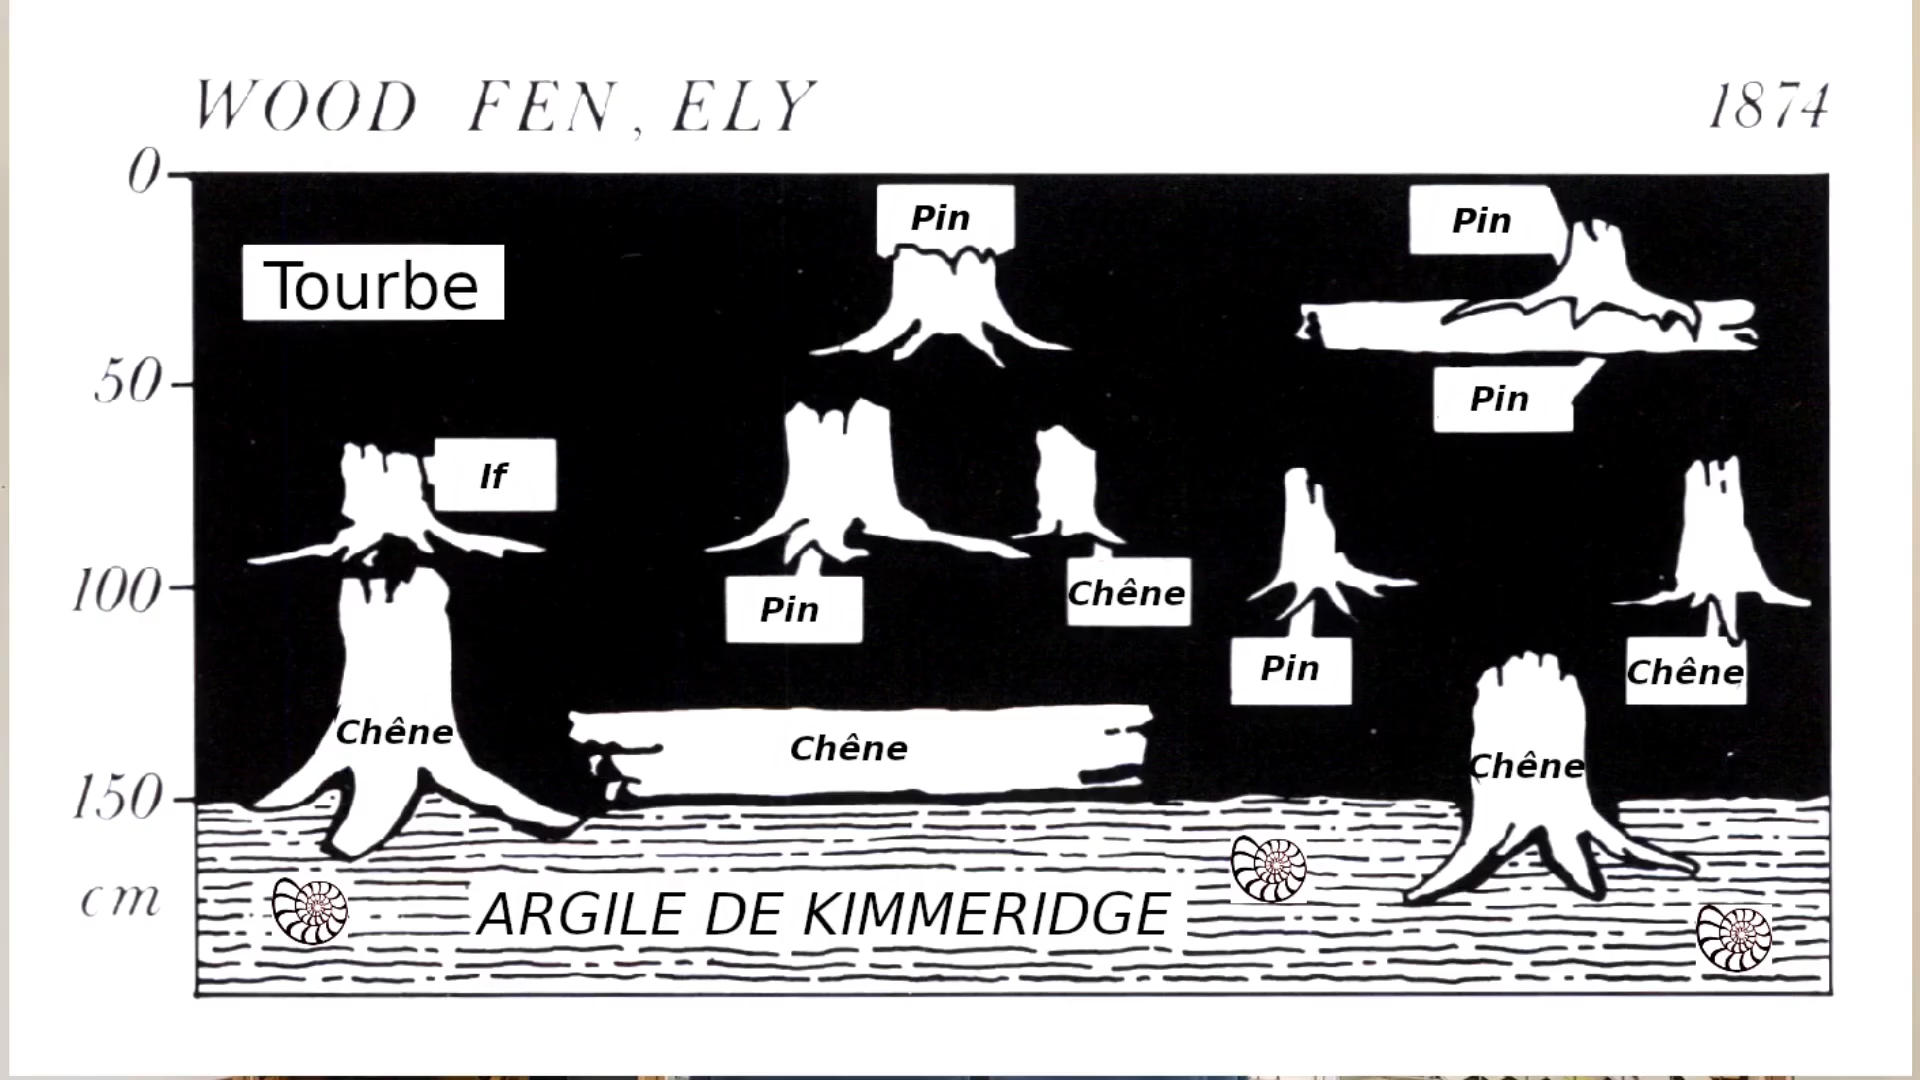 WOOD FEN, ELY
1874
0
Pin
Pin
Tourbe
50
Pin
If
100
Pin
Chêne
Pin
Chêne
Chêne
Chêne
Chêne
150
cm
ARGILE DE KIMMERIDGE